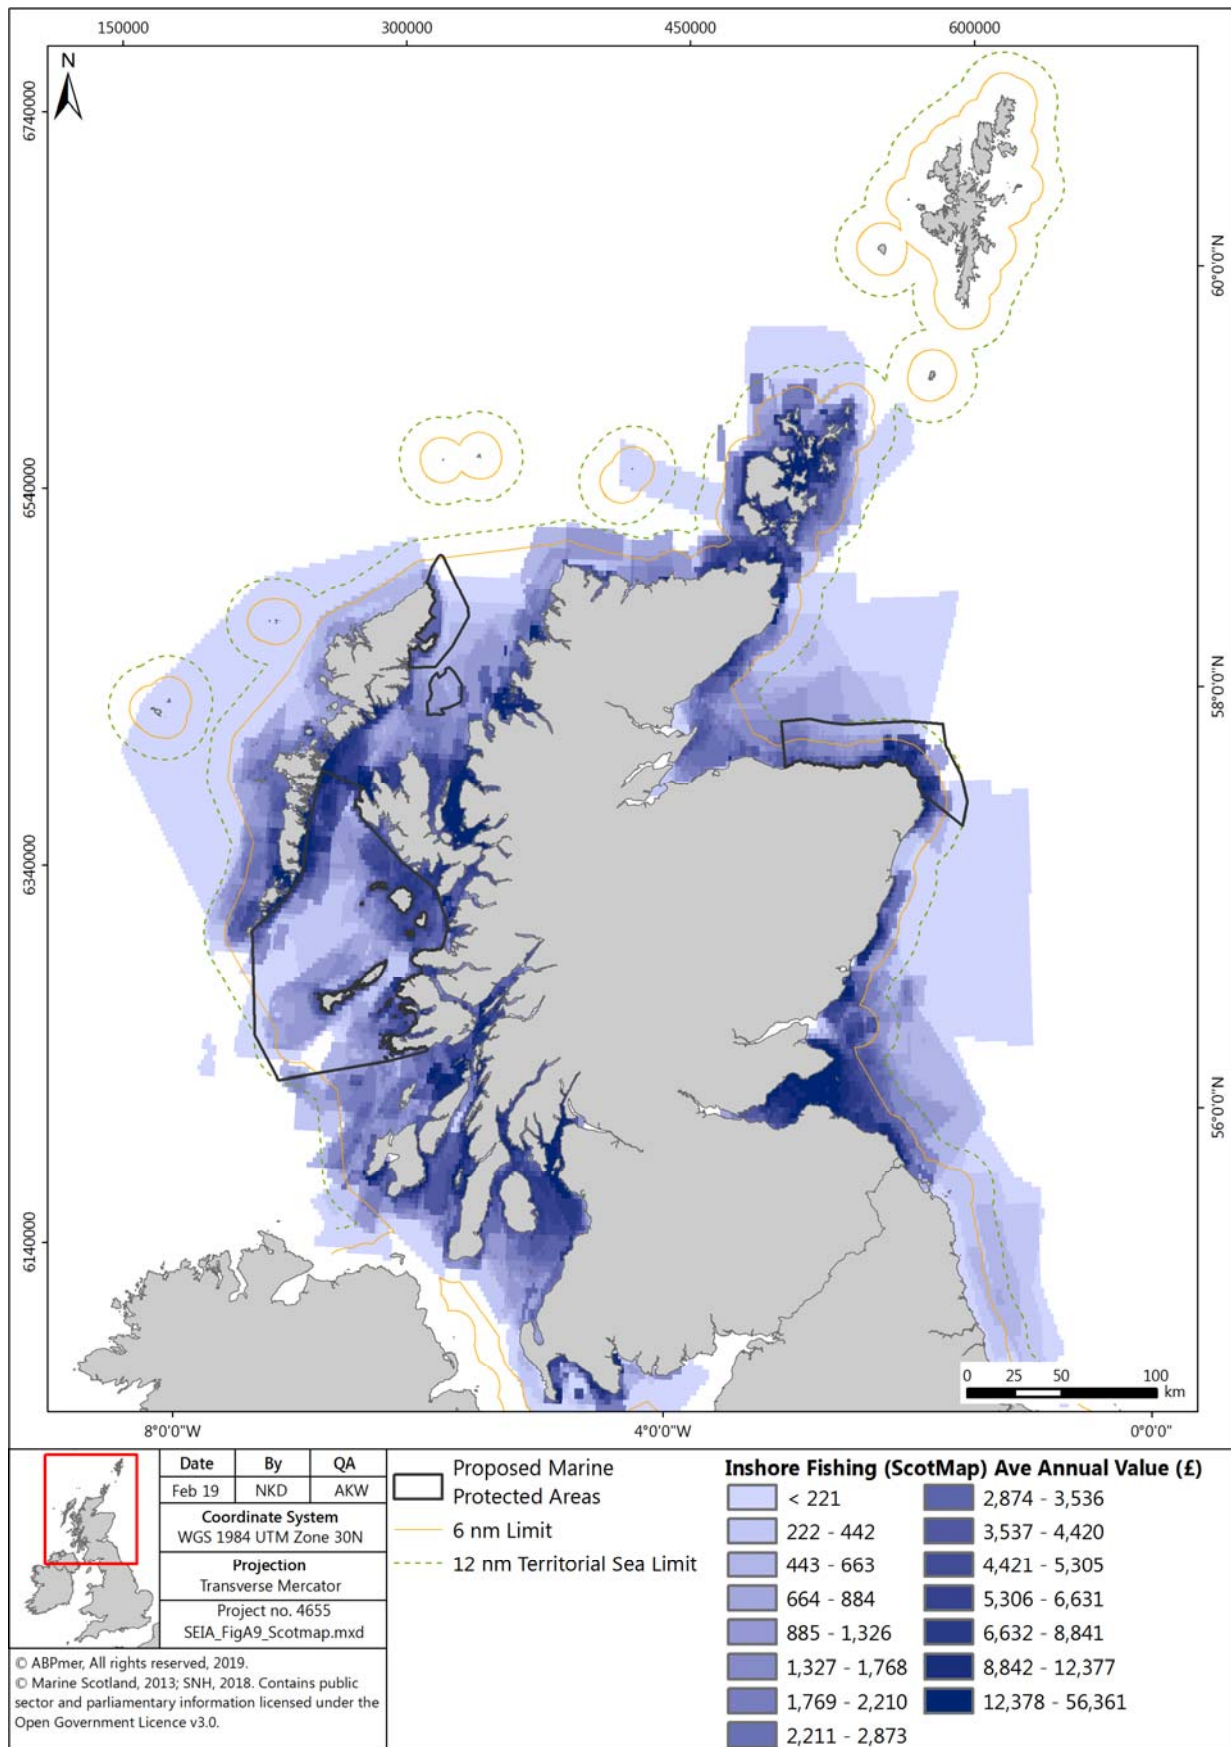 150000 300000 450000 600000
N
6740000
6540000
6340000
6140000
60°0'0"N
58°0'0"N
56°0'0"N
0 25 50 100
km
8°0'0"W 4°0'0"W 0°0'0"
Date By QA
Feb 19 NKD AKW
Coordinate System
WGS 1984 UTM Zone 30N
Projection
Transverse Mercator
Project no. 4655
SEIA_FigA9_Scotmap.mxd
© ABPmer, All rights reserved, 2019.
© Marine Scotland, 2013; SNH, 2018. Contains public
sector and parliamentary information licensed under the
Open Government Licence v3.0.
Proposed Marine
Protected Areas
6 nm Limit
12 nm Territorial Sea Limit
Inshore Fishing (ScotMap) Ave Annual Value (£)
< 221
222 - 442
443 - 663
664 - 884
885 - 1,326
1,327 - 1,768
1,769 - 2,210
2,211 - 2,873
2,874 - 3,536
3,537 - 4,420
4,421 - 5,305
5,306 - 6,631
6,632 - 8,841
8,842 - 12,377
12,378 - 56,361